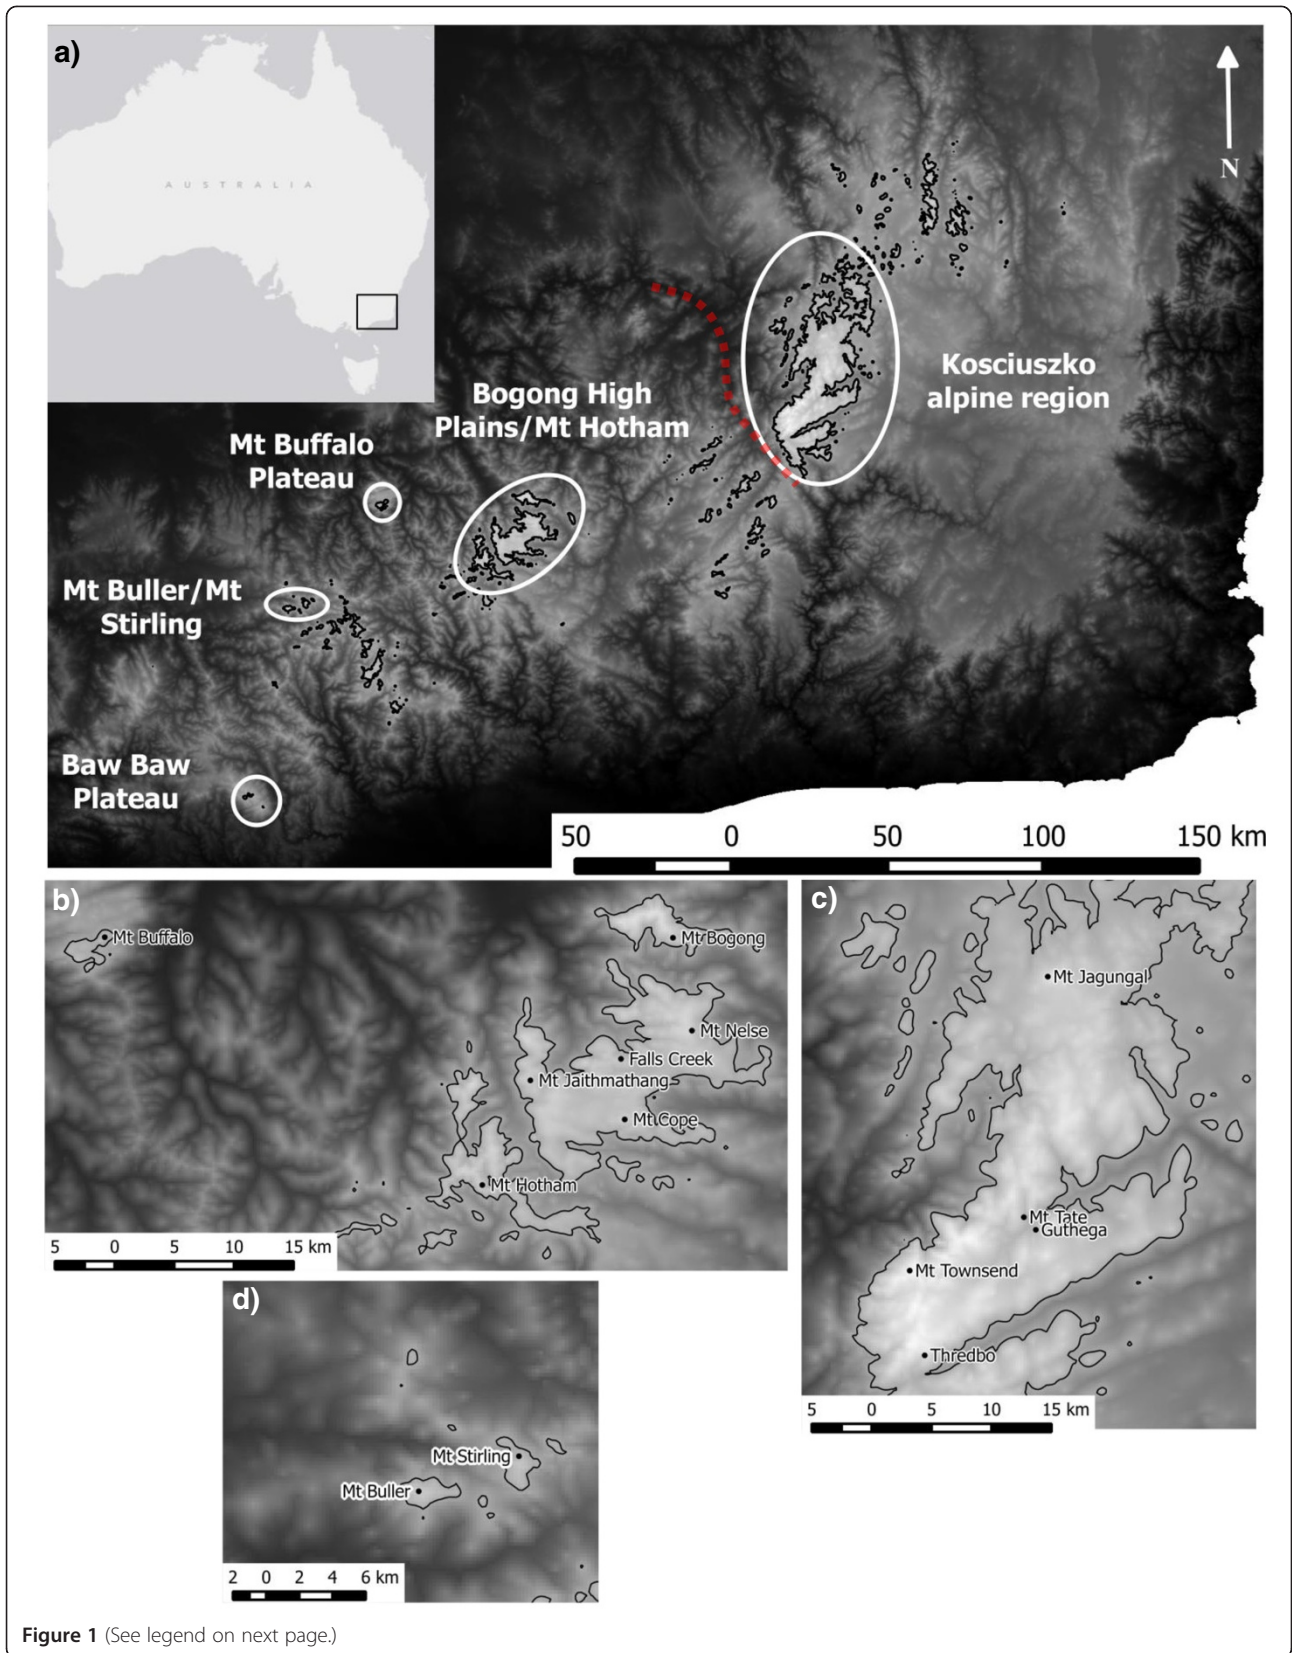 a)
AUSTRALIA
N
Kosciuszko
alpine region
Bogong High
Plains/Mt Hotham
Mt Buffalo
Plateau
Mt Buller/Mt
Stirling
Baw Baw
Plateau
50 0 50 100 150 km
b)
Mt Buffalo
Mt Bogong
Mt Nelse
Falls Creek
Mt Jaithmathang
Mt Cope
Mt Hotham
5 0 5 10 15 km
c)
Mt Jagungal
Mt Tate
Guthega
Mt Townsend
Thredbo
5 0 5 10 15 km
d)
Mt Stirling
Mt Buller
2 0 2 4 6 km
Figure 1 (See legend on next page.)